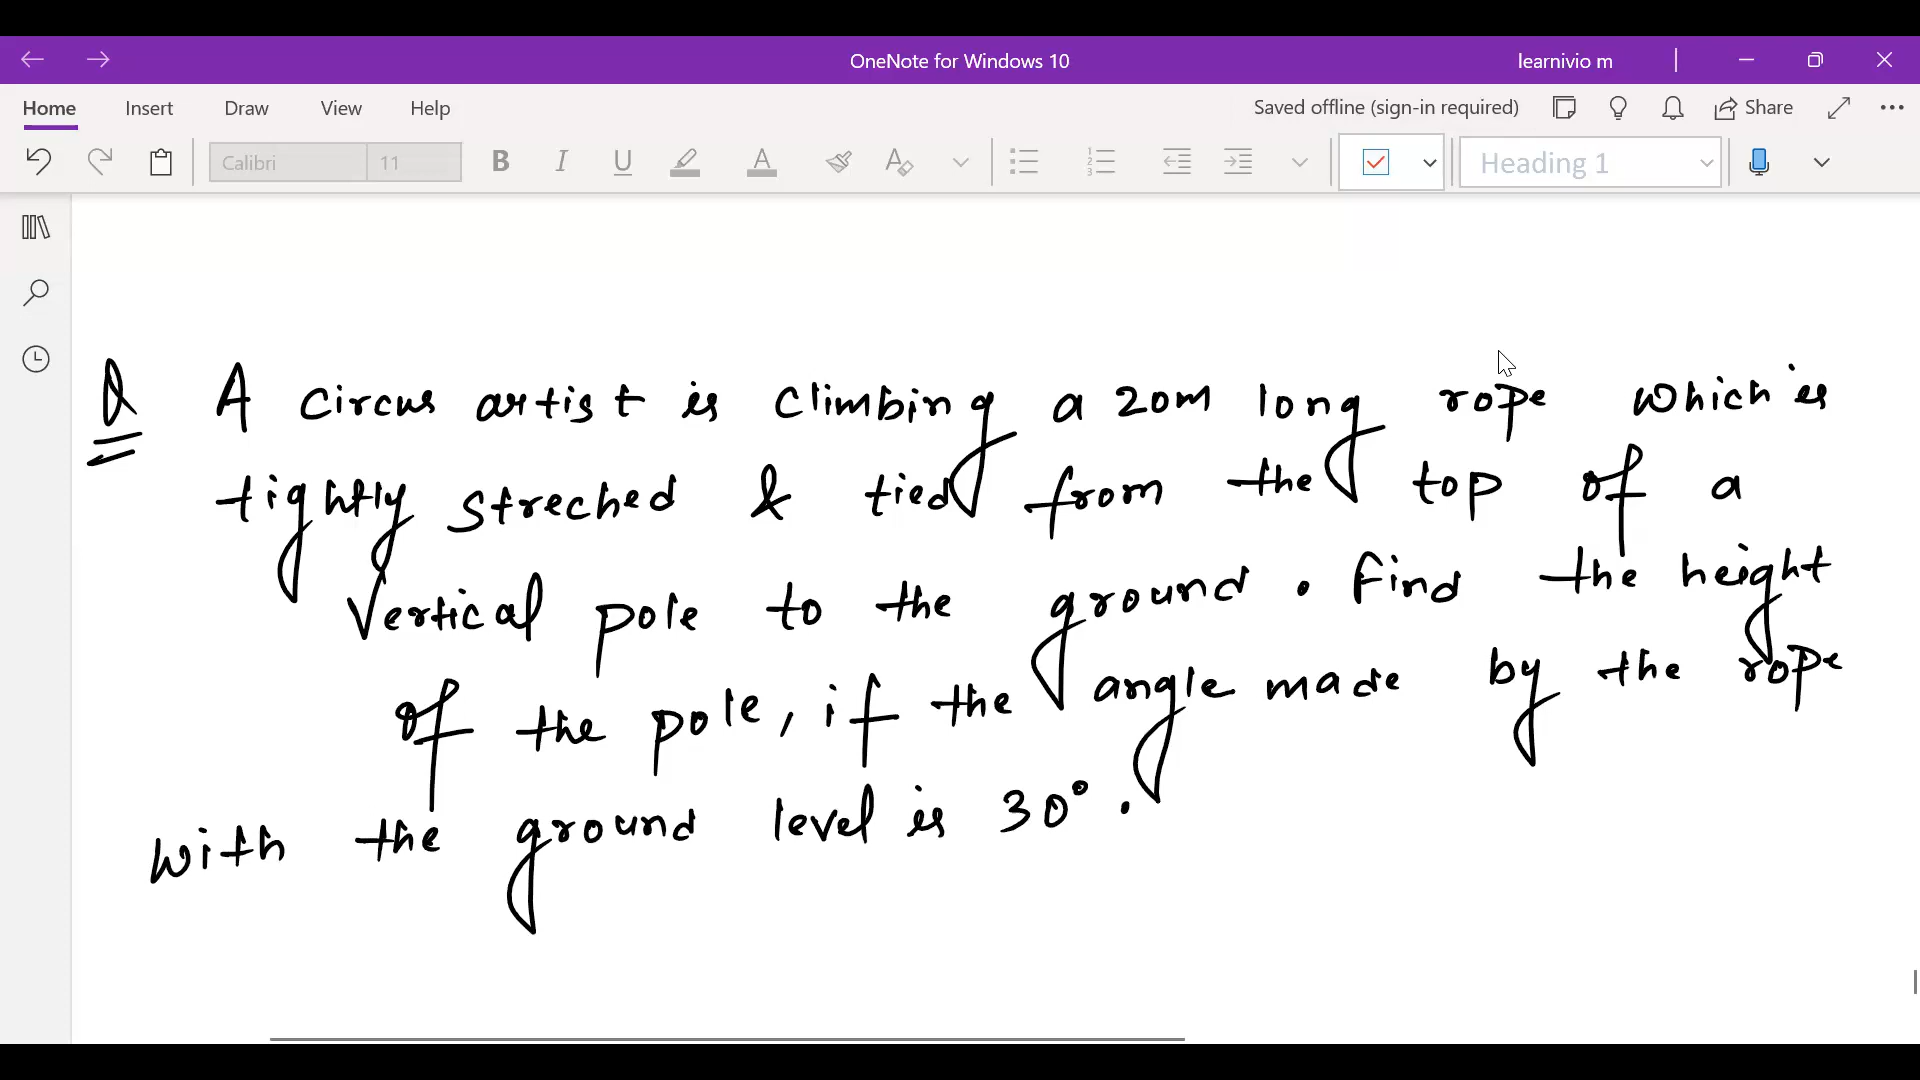 OneNote for Windows 10
learnivio m
Home Insert Draw View Help
Saved offline (sign-in required) Share
Calibri 11 B I U A A Heading 1
Q A circus artist is climbing a 20m long rope which is
tightly streched & tied from the top of a
Vertical pole to the ground. Find the height
of the pole, if the angle made by the rope
with the ground level is 30°.